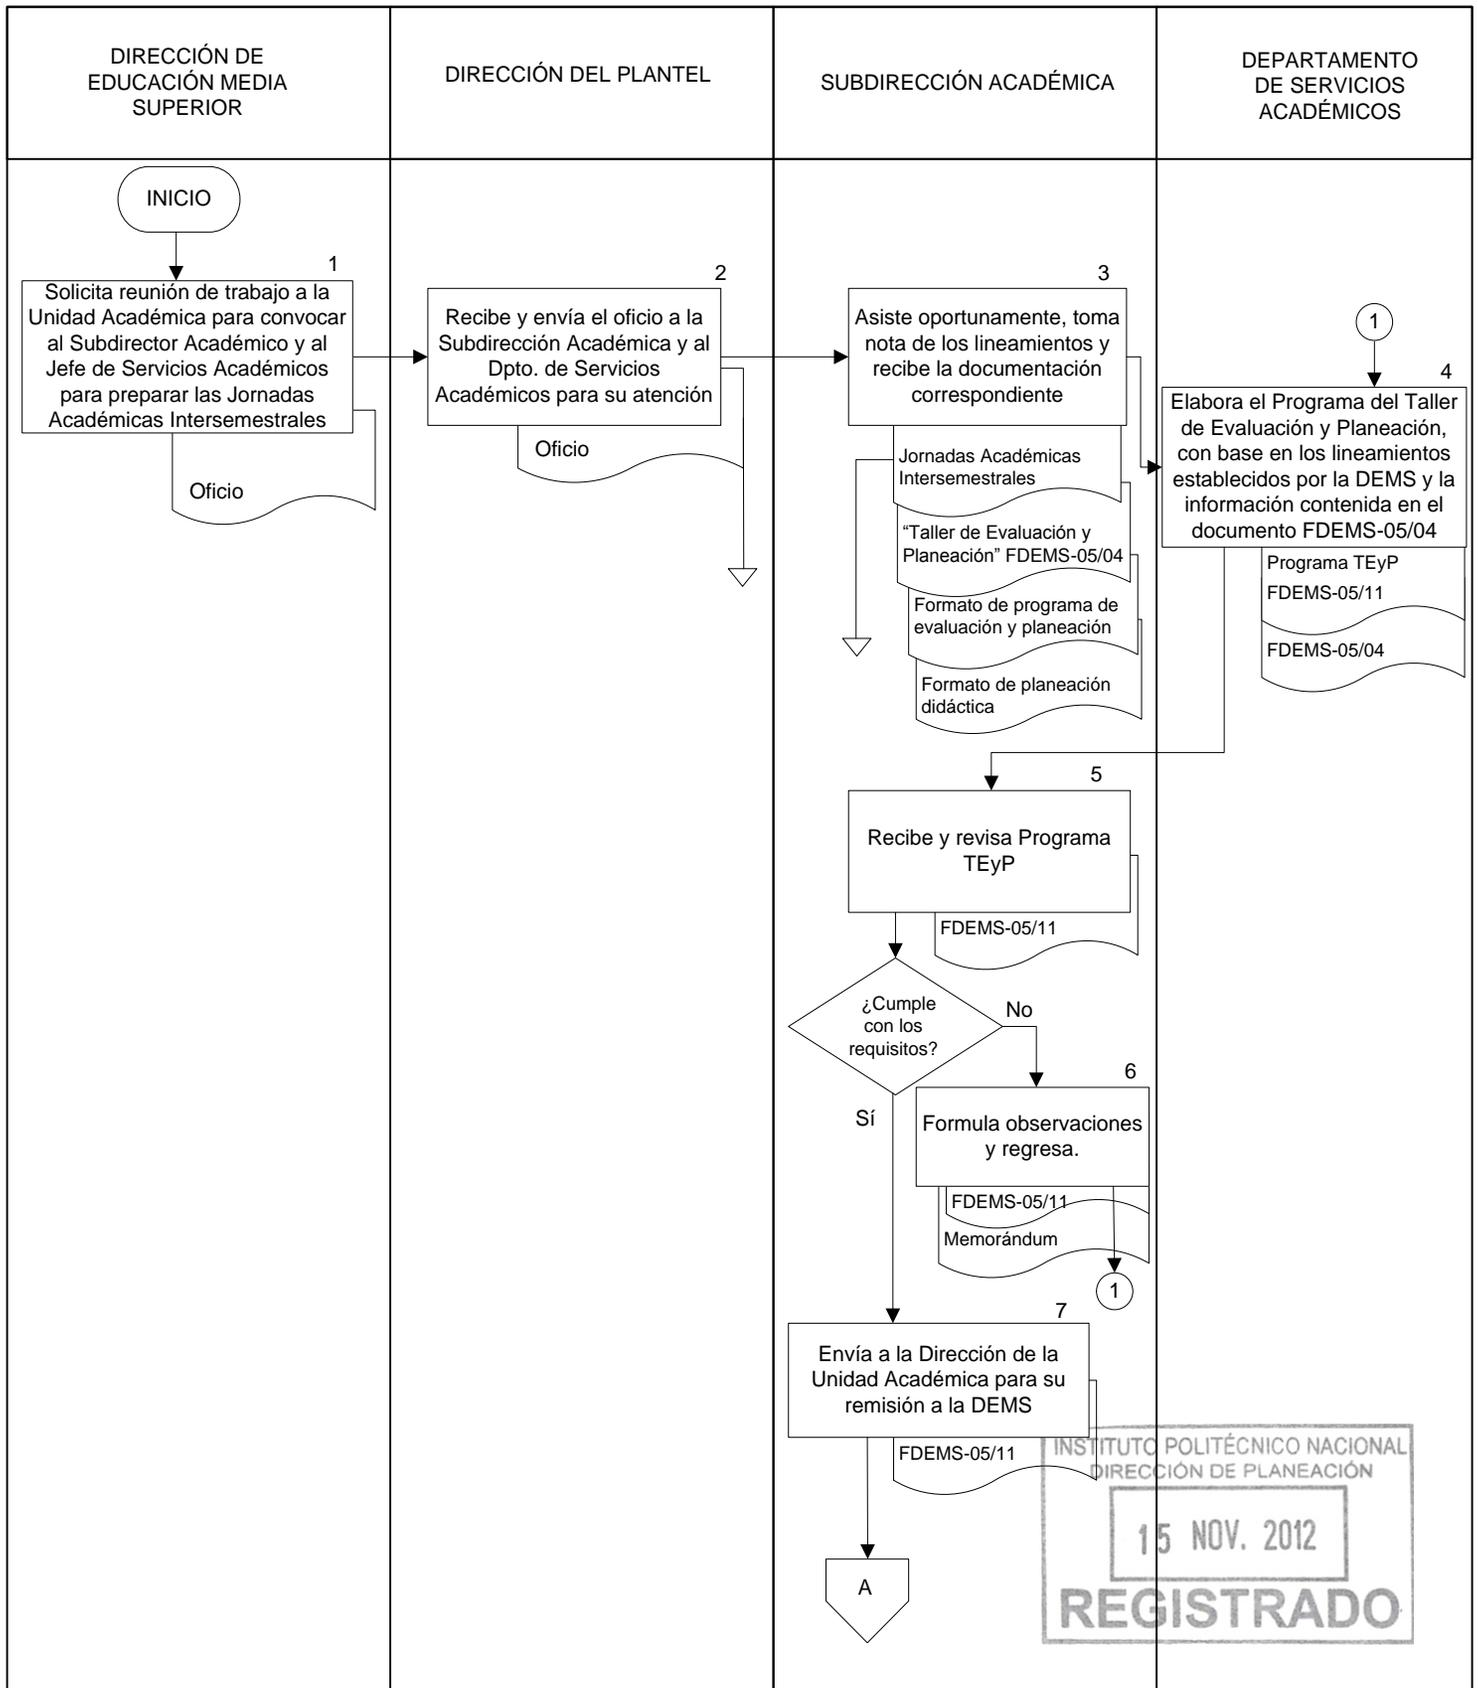 DIRECCIÓN DE
EDUCACIÓN MEDIA
SUPERIOR
DIRECCIÓN DEL PLANTEL
SUBDIRECCIÓN ACADÉMICA
DEPARTAMENTO
DE SERVICIOS
ACADÉMICOS
INICIO
1
Solicita reunión de trabajo a la
Unidad Académica para convocar
al Subdirector Académico y al
Jefe de Servicios Académicos
para preparar las Jornadas
Académicas Intersemestrales
Oficio
2
Recibe y envía el oficio a la
Subdirección Académica y al
Dpto. de Servicios
Académicos para su atención
Oficio
3
Asiste oportunamente, toma
nota de los lineamientos y
recibe la documentación
correspondiente
Jornadas Académicas
Intersemestrales
“Taller de Evaluación y
Planeación” FDEMS-05/04
Formato de programa de
evaluación y planeación
Formato de planeación
didáctica
1
4
Elabora el Programa del Taller
de Evaluación y Planeación,
con base en los lineamientos
establecidos por la DEMS y la
información contenida en el
documento FDEMS-05/04
Programa TEyP
FDEMS-05/11
FDEMS-05/04
5
Recibe y revisa Programa
TEyP
FDEMS-05/11
¿Cumple
con los
requisitos?
No
Sí
6
Formula observaciones
y regresa.
FDEMS-05/11
Memorándum
1
7
Envía a la Dirección de la
Unidad Académica para su
remisión a la DEMS
FDEMS-05/11
A
INSTITUTO POLITÉCNICO NACIONAL
DIRECCIÓN DE PLANEACIÓN
15 NOV. 2012
REGISTRADO